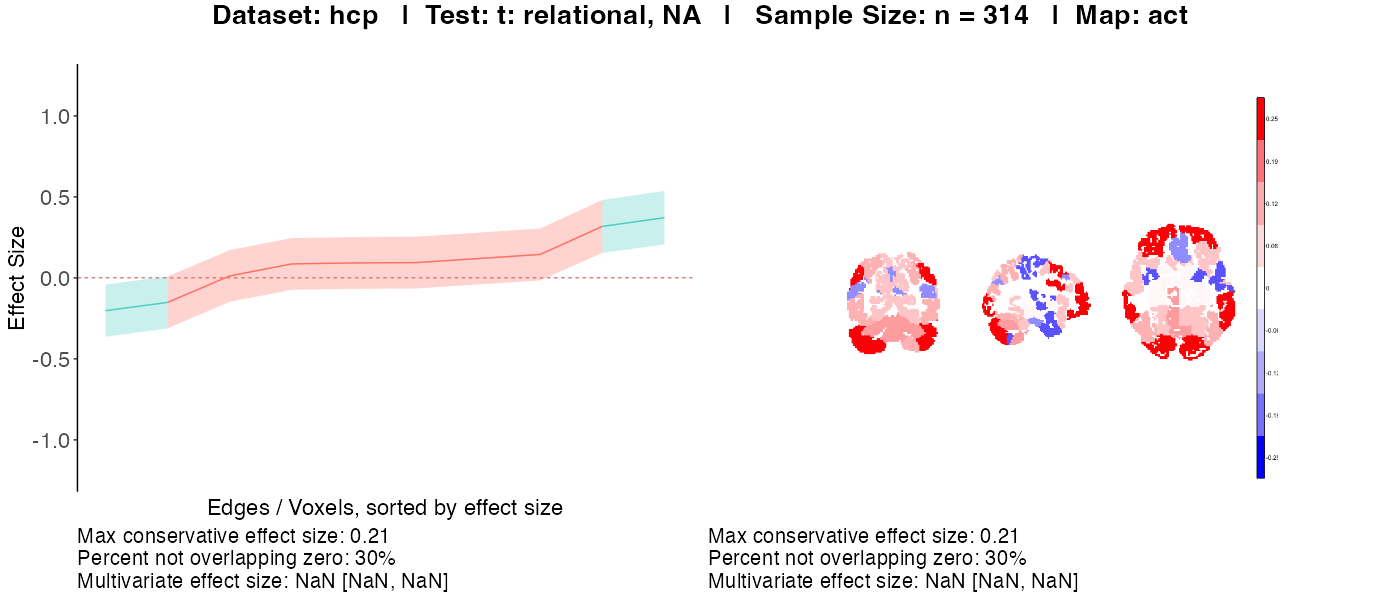 Dataset: hcp | Test: t: relational, NA | Sample Size: n = 314 | Map: act
1.0
0.5
0.0
-0.5
-1.0
Effect Size
Edges / Voxels, sorted by effect size
Max conservative effect size: 0.21
Percent not overlapping zero: 30%
Multivariate effect size: NaN [NaN, NaN]
0.25
0.19
0.12
0.06
0
Max conservative effect size: 0.21
Percent not overlapping zero: 30%
Multivariate effect size: NaN [NaN, NaN]